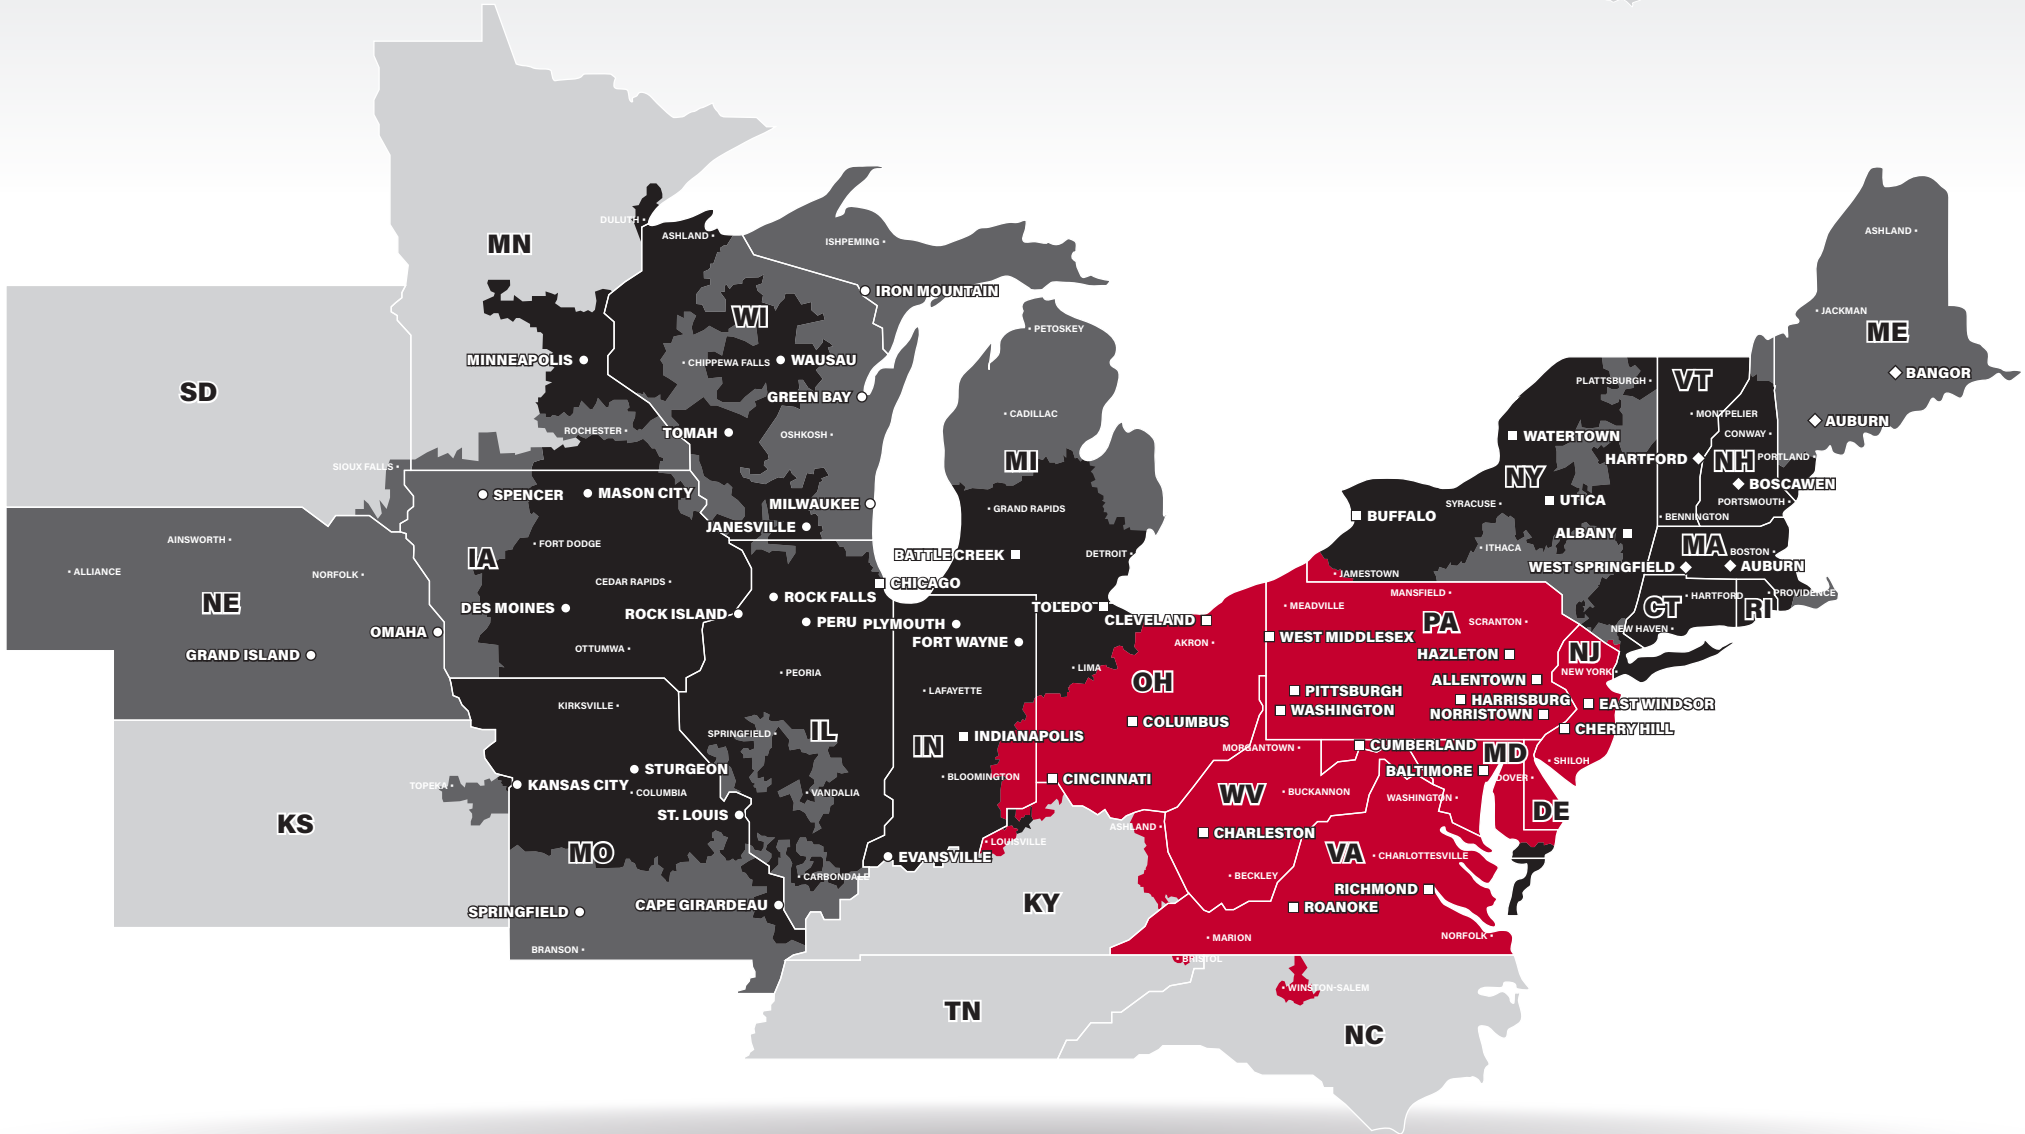 DULUTH
ASHLAND
MN
ISHPEMING
IRON MOUNTAIN
WI
PETOSKEY
MINNEAPOLIS
CHIPPEWA FALLS
WAUSAU
SD
GREEN BAY
CADILLAC
ROCHESTER
TOMAH
OSHKOSH
MI
SIOUX FALLS
SPENCER
MASON CITY
MILWAUKEE
GRAND RAPIDS
JANESVILLE
AINSWORTH
FORT DODGE
IA
BATTLE CREEK
DETROIT
ALLIANCE
NORFOLK
CEDAR RAPIDS
CHICAGO
NE
DES MOINES
ROCK ISLAND
ROCK FALLS
TOLEDO
OMAHA
PERU
PLYMOUTH
CLEVELAND
GRAND ISLAND
OTTUMWA
FORT WAYNE
AKRON
PEORIA
LIMA
LAFAYETTE
OH
KIRKSVILLE
COLUMBUS
SPRINGFIELD
IL
IN
INDIANAPOLIS
STURGEON
TOPEKA
KANSAS CITY
COLUMBIA
VANDALIA
BLOOMINGTON
CINCINNATI
KS
ST. LOUIS
MO
EVANSVILLE
LOUISVILLE
ASHLAND
CARBONDALE
SPRINGFIELD
CAPE GIRARDEAU
KY
BRANSON
TN
ASHLAND
JACKMAN
ME
BANGOR
PLATTSBURGH
VT
MONTPELIER
AUBURN
WATERTOWN
CONWAY
HARTFORD
NH
PORTLAND
NY
BOSCAWEN
SYRACUSE
UTICA
PORTSMOUTH
BUFFALO
BENNINGTON
ALBANY
MA
BOSTON
ITHACA
WEST SPRINGFIELD
AUBURN
JAMESTOWN
MANSFIELD
CT
HARTFORD
RI
PROVIDENCE
MEADVILLE
PA
SCRANTON
NEW HAVEN
WEST MIDDLESEX
HAZLETON
NJ
NEW YORK
ALLENTOWN
PITTSBURGH
HARRISBURG
EAST WINDSOR
WASHINGTON
NORRISTOWN
CHERRY HILL
MORGANTOWN
CUMBERLAND
MD
BALTIMORE
SHILOH
DOVER
WV
BUCKANNON
WASHINGTON
DE
CHARLESTON
VA
CHARLOTTESVILLE
BECKLEY
RICHMOND
ROANOKE
MARION
NORFOLK
BRISTOL
WINSTON-SALEM
NC